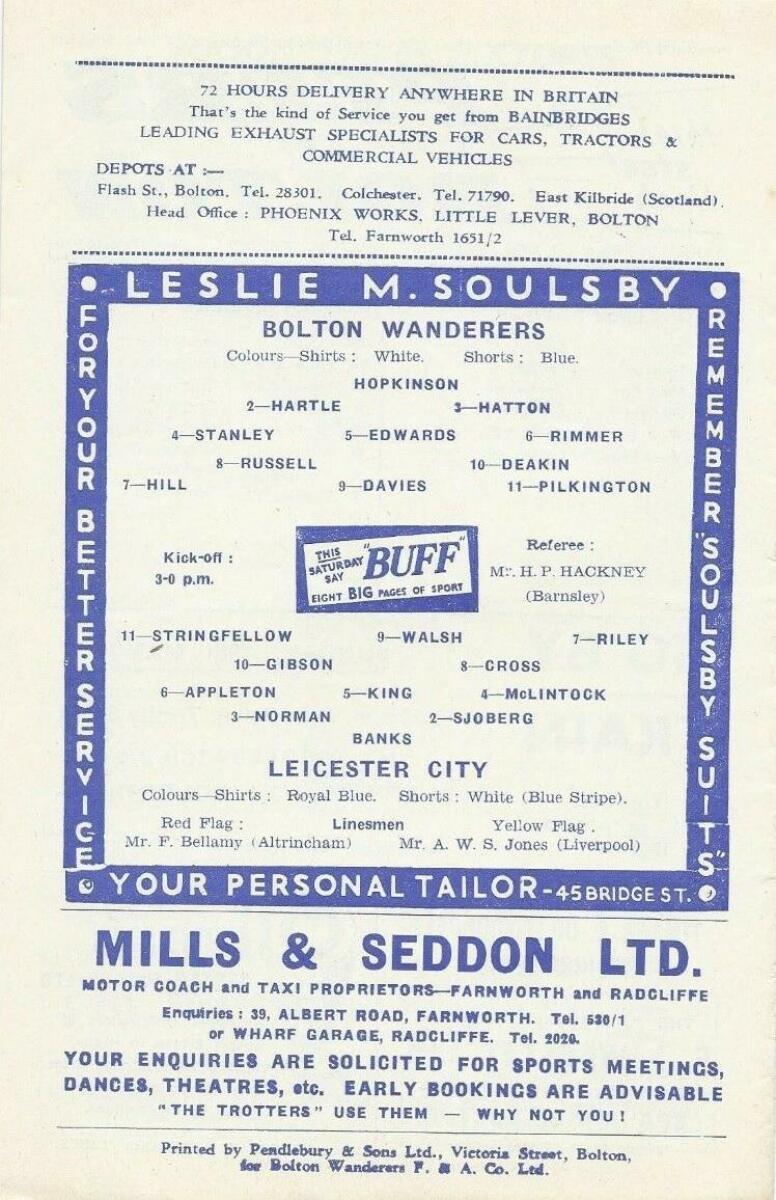 72 HOURS DELIVERY ANYWHERE IN BRITAIN
That's the kind of Service you get from BAINBRIDGES
LEADING EXHAUST SPECIALISTS FOR CARS, TRACTORS &
COMMERCIAL VEHICLES
DEPOTS AT :—
Flash St., Bolton. Tel. 28301. Colchester. Tel. 71790. East Kilbride (Scotland).
Head Office : PHOENIX WORKS, LITTLE LEVER, BOLTON
Tel. Farnworth 1651/2
LESLIE M. SOULSBY
FOR YOUR BETTER SERVICE
REMEMBER "SOULSBY SUITS"
BOLTON WANDERERS
Colours—Shirts : White. Shorts : Blue.
HOPKINSON
2—HARTLE 3—HATTON
4—STANLEY 5—EDWARDS 6—RIMMER
8—RUSSELL 10—DEAKIN
7—HILL 9—DAVIES 11—PILKINGTON
Kick-off :
3-0 p.m.
THIS
SATURDAY
SAY
"BUFF"
EIGHT BIG PAGES OF SPORT
Referee :
Mr. H. P. HACKNEY
(Barnsley)
11—STRINGFELLOW 9—WALSH 7—RILEY
10—GIBSON 8—CROSS
6—APPLETON 5—KING 4—McLINTOCK
3—NORMAN 2—SJOBERG
BANKS
LEICESTER CITY
Colours—Shirts : Royal Blue. Shorts : White (Blue Stripe).
Red Flag : Linesmen Yellow Flag .
Mr. F. Bellamy (Altrincham) Mr. A. W. S. Jones (Liverpool)
YOUR PERSONAL TAILOR - 45 BRIDGE ST.
MILLS & SEDDON LTD.
MOTOR COACH and TAXI PROPRIETORS—FARNWORTH and RADCLIFFE
Enquiries : 39, ALBERT ROAD, FARNWORTH. Tel. 530/1
or WHARF GARAGE, RADCLIFFE. Tel. 2020.
YOUR ENQUIRIES ARE SOLICITED FOR SPORTS MEETINGS,
DANCES, THEATRES, etc. EARLY BOOKINGS ARE ADVISABLE
"THE TROTTERS" USE THEM — WHY NOT YOU !
Printed by Pendlebury & Sons Ltd., Victoria Street, Bolton,
for Bolton Wanderers F. & A. Co. Ltd.